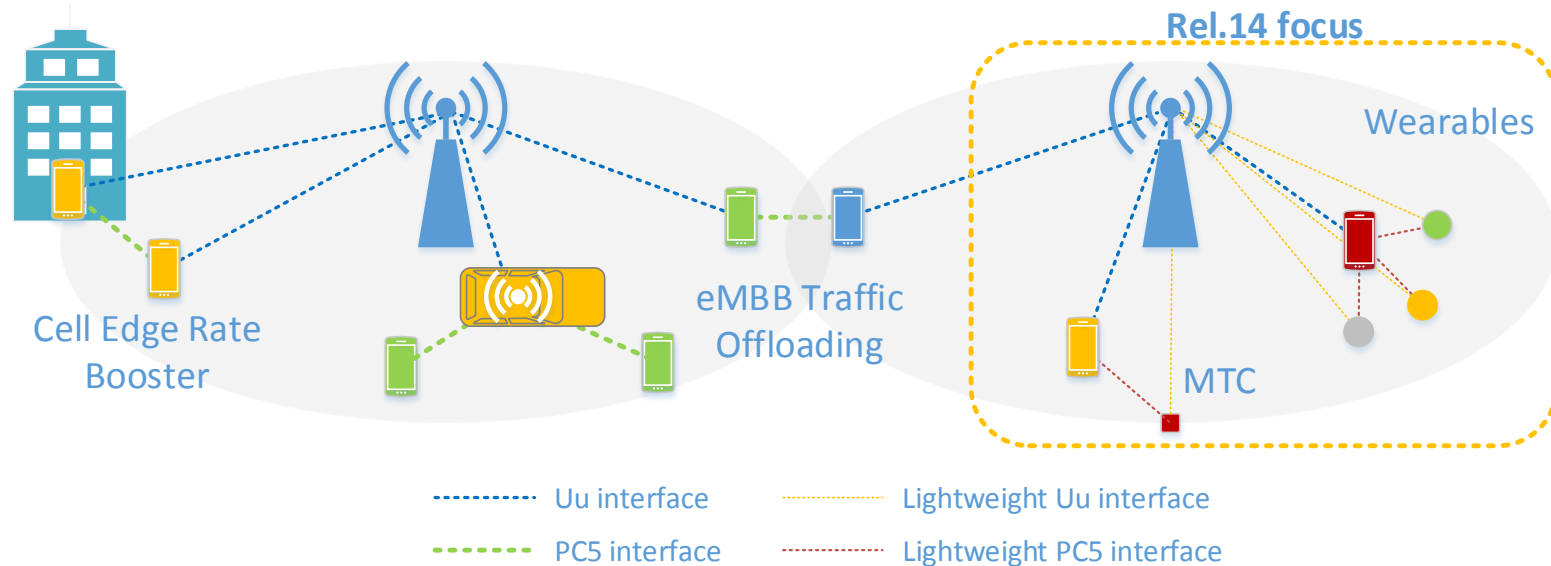 Rel.14 focus
Wearables
Cell Edge Rate
Booster
eMBB Traffic
Offloading
MTC
Uu interface
Lightweight Uu interface
PC5 interface
Lightweight PC5 interface